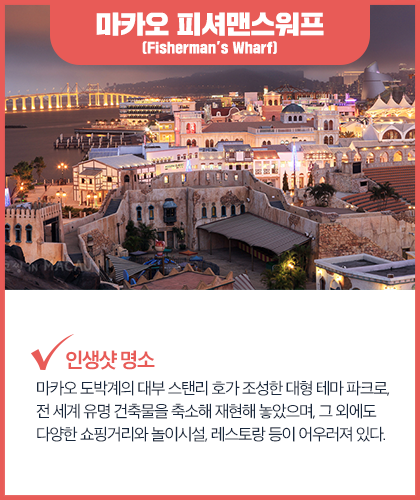 마카오 피셔맨스워프
(Fisherman's Wharf)
인생샷 명소
마카오 도박계의 대부 스탠리 호가 조성한 대형 테마 파크로,
전 세계 유명 건축물을 축소해 재현해 놓았으며, 그 외에도
다양한 쇼핑거리와 놀이시설, 레스토랑 등이 어우러져 있다.